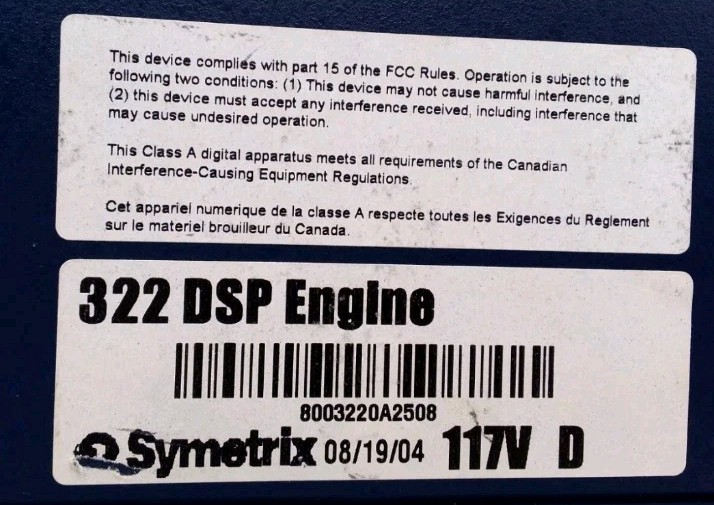 This device complies with part 15 of the FCC Rules. Operation is subject to the
following two conditions: (1) This device may not cause harmful interference, and
(2) this device must accept any interference received, including interference that
may cause undesired operation.
This Class A digital apparatus meets all requirements of the Canadian
Interference-Causing Equipment Regulations.
Cet appariel numerique de la classe A respecte toutes les Exigences du Reglement
sur le materiel brouilleur du Canada.
322 DSP Engine
8003220A2508
Symetrix 08/19/04 117V D